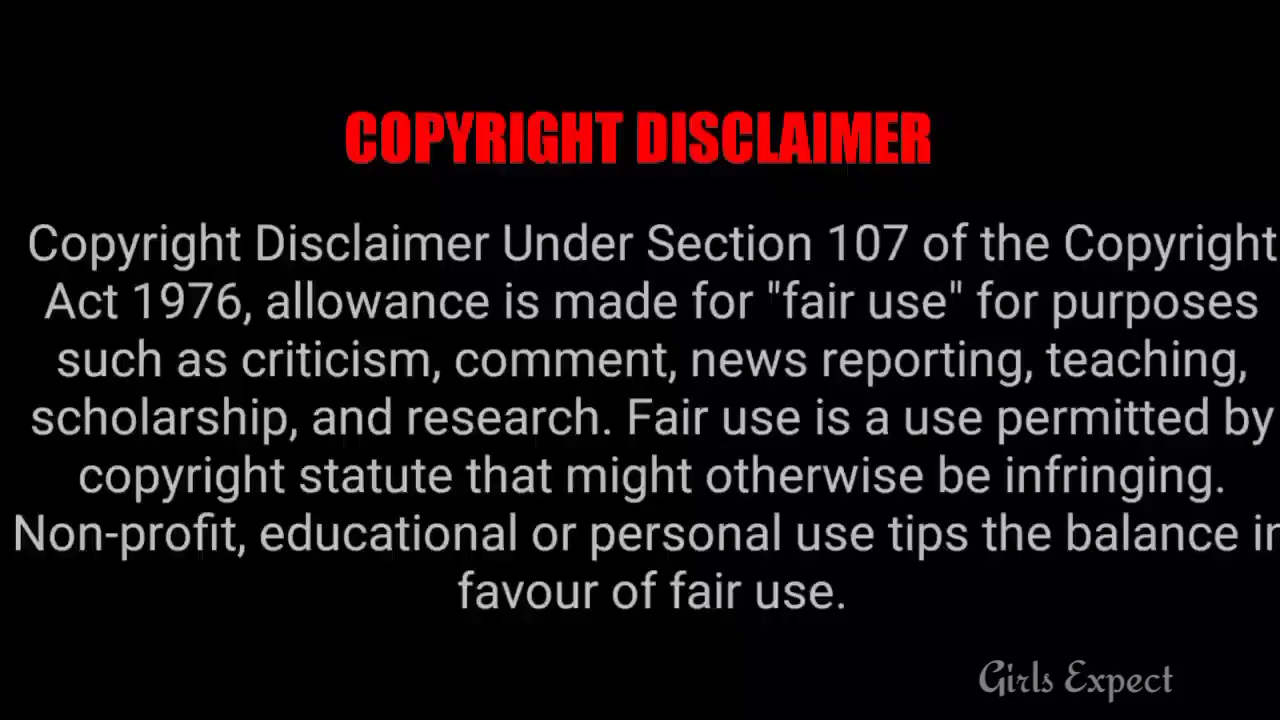 COPYRIGHT DISCLAIMER
Copyright Disclaimer Under Section 107 of the Copyright
Act 1976, allowance is made for "fair use" for purposes
such as criticism, comment, news reporting, teaching,
scholarship, and research. Fair use is a use permitted by
copyright statute that might otherwise be infringing.
Non-profit, educational or personal use tips the balance in
favour of fair use.
Girls Expect